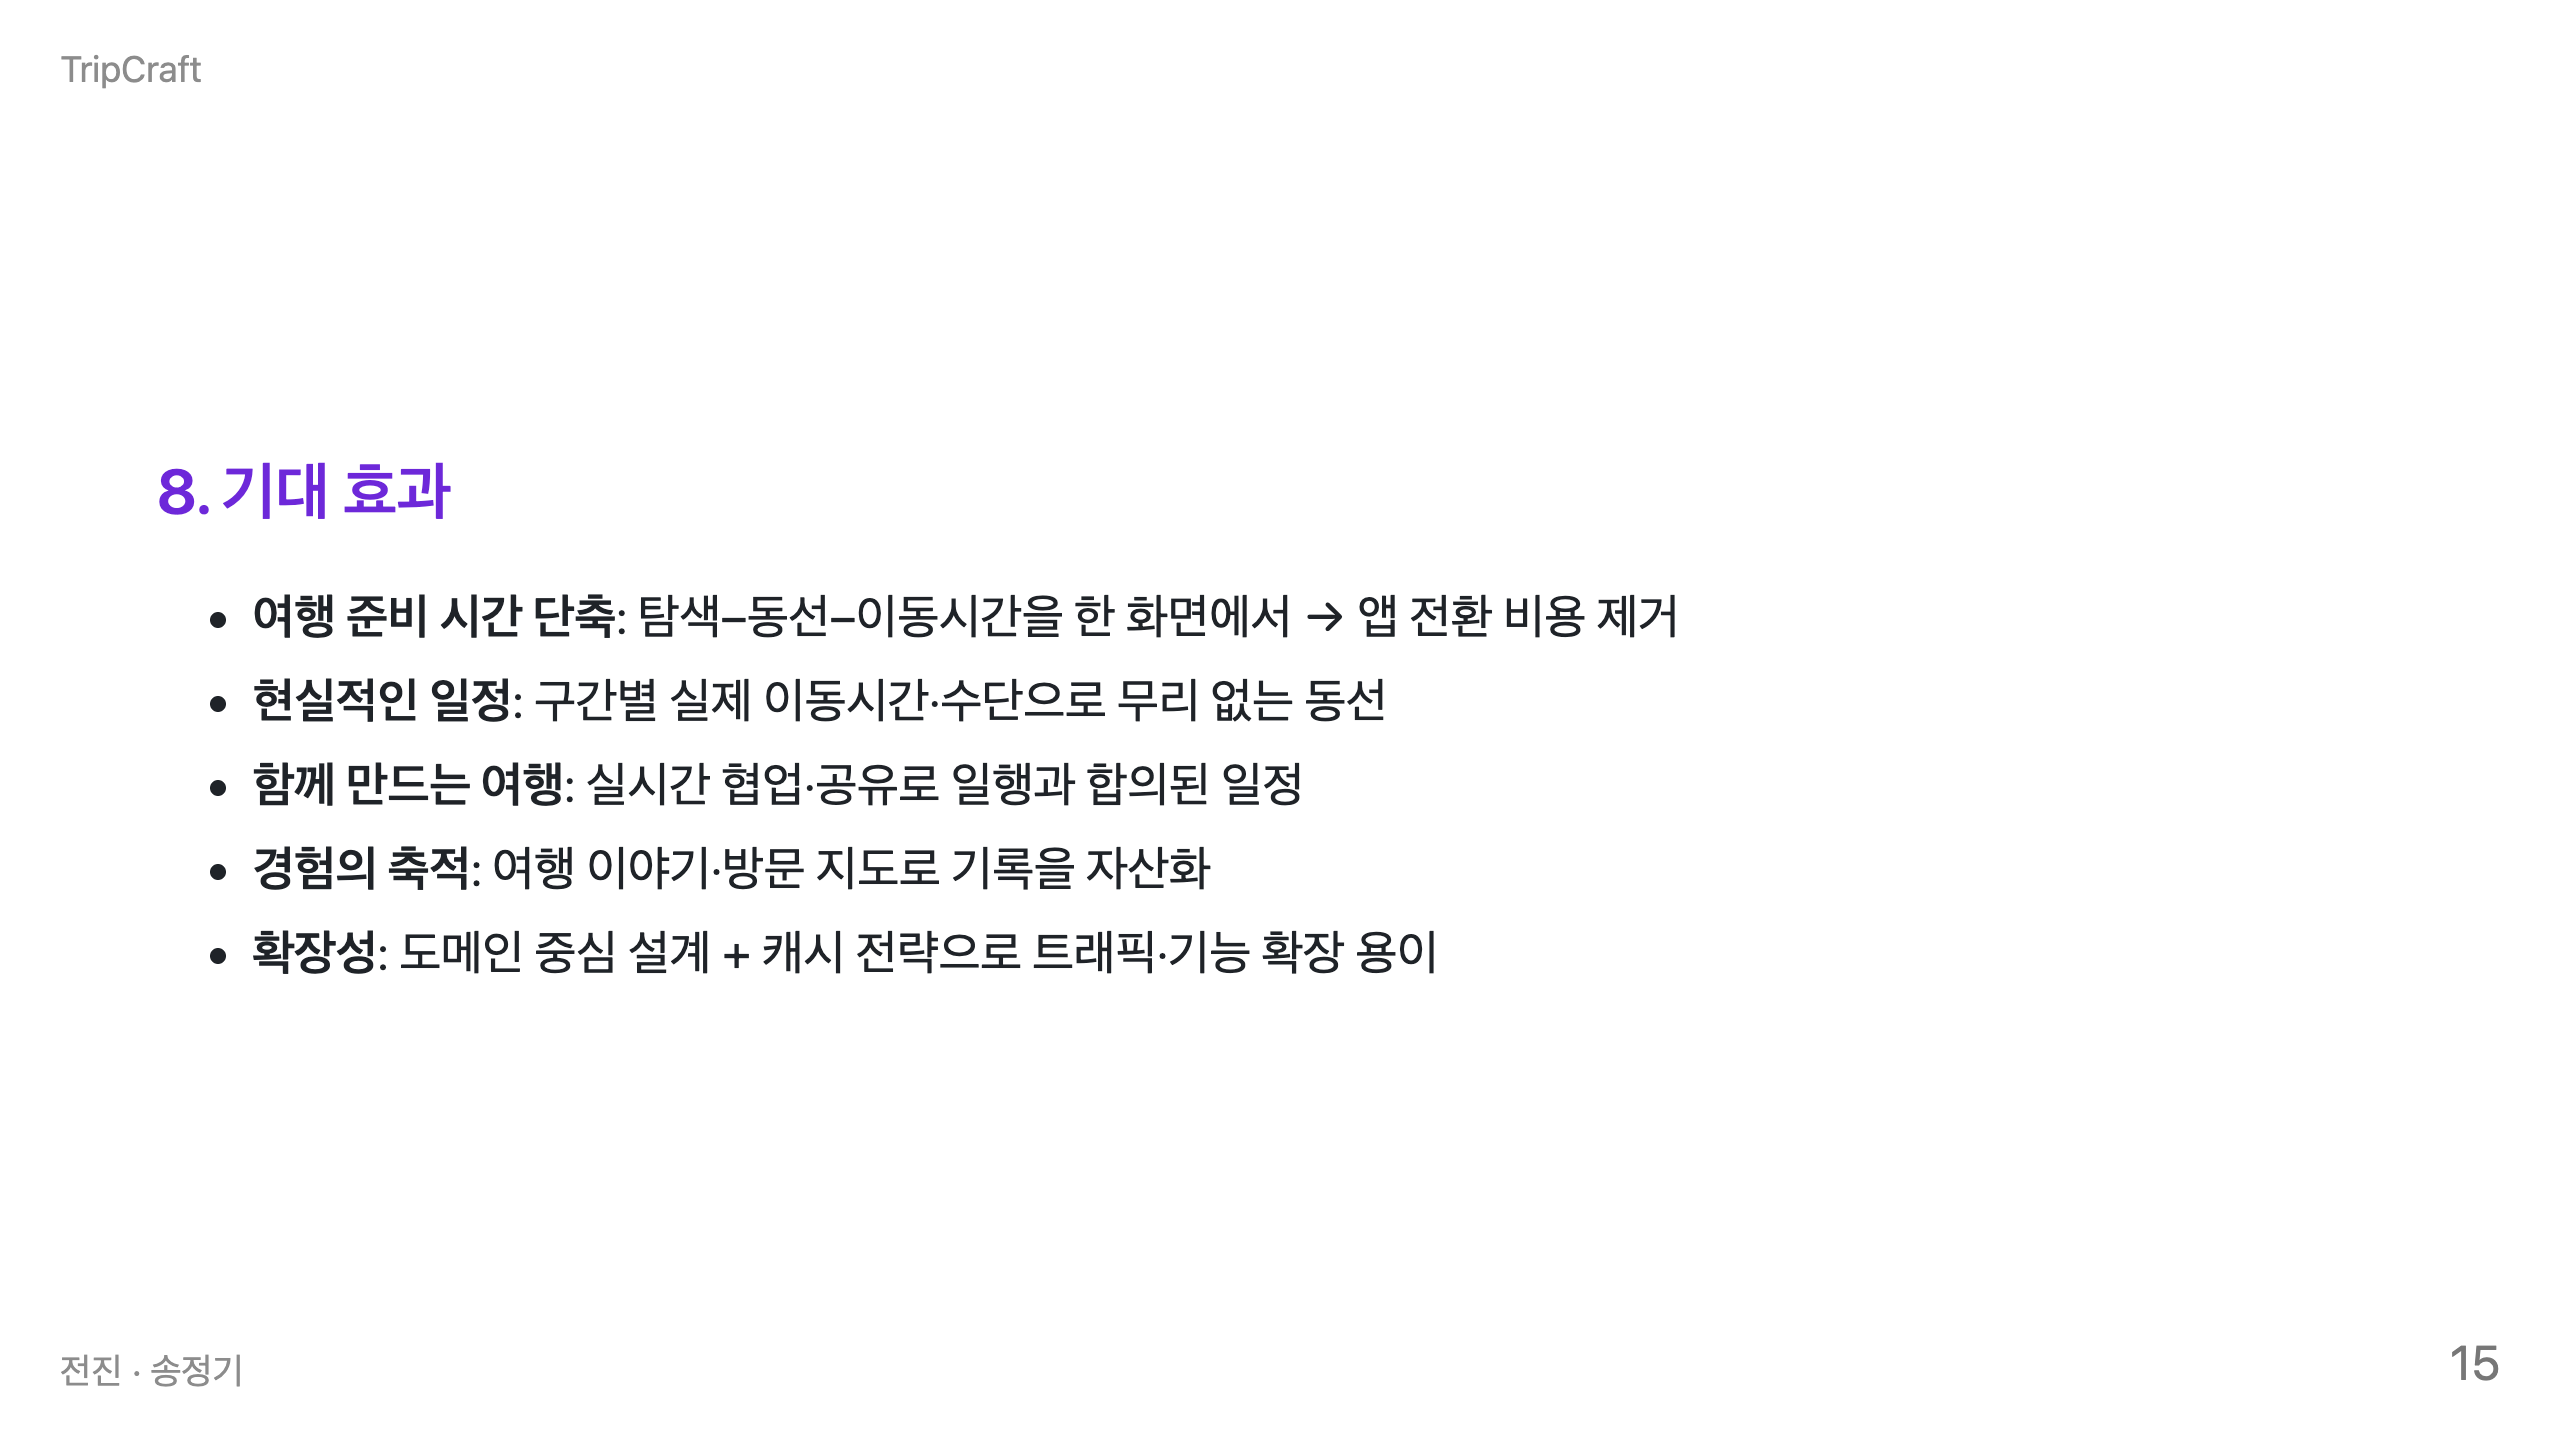 TripCraft
8. 기대 효과
• 여행 준비 시간 단축: 탐색–동선–이동시간을 한 화면에서 → 앱 전환 비용 제거
• 현실적인 일정: 구간별 실제 이동시간·수단으로 무리 없는 동선
• 함께 만드는 여행: 실시간 협업·공유로 일행과 합의된 일정
• 경험의 축적: 여행 이야기·방문 지도로 기록을 자산화
• 확장성: 도메인 중심 설계 + 캐시 전략으로 트래픽·기능 확장 용이
전진 · 송정기
15